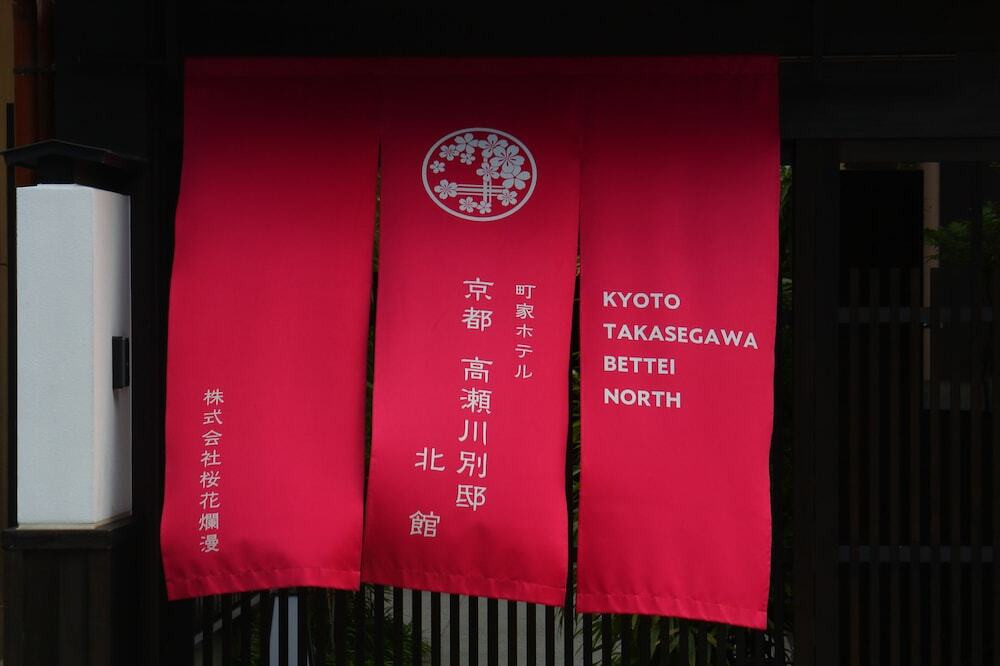 町家ホテル
京都 高瀬川別邸
北館
KYOTO
TAKASEGAWA
BETTEI
NORTH
株式会社桜花爛漫